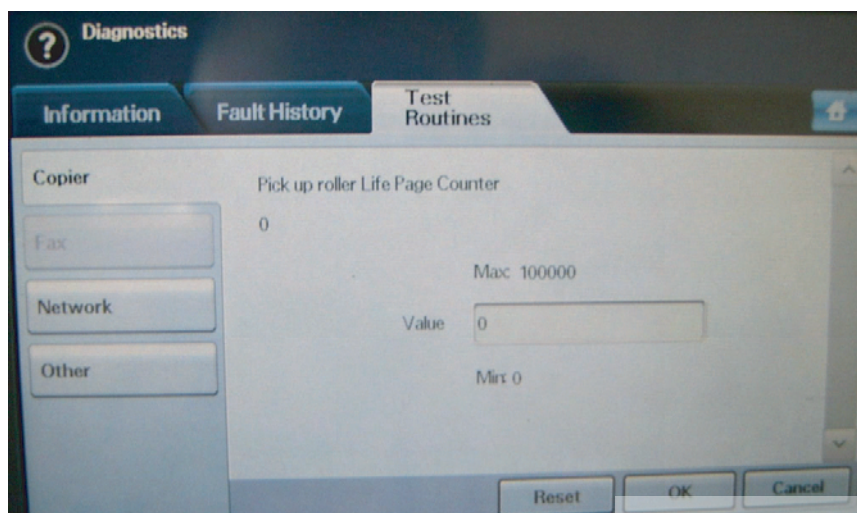 ?
Diagnostics
Information
Fault History
Test
Routines
Copier
Pick up roller Life Page Counter
0
Fax
Max: 100000
Network
Value
0
Other
Min: 0
Reset
OK
Cancel